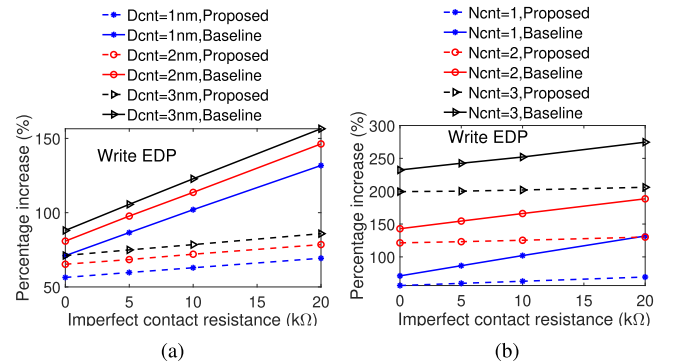 Dcnt=1nm,Proposed
Dcnt=1nm,Baseline
Dcnt=2nm,Proposed
Dcnt=2nm,Baseline
Dcnt=3nm,Proposed
Dcnt=3nm,Baseline
Percentage increase (%)
150
100
50
Write EDP
0
5
10
15
20
Imperfect contact resistance (kΩ)
(a)
Ncnt=1,Proposed
Ncnt=1,Baseline
Ncnt=2,Proposed
Ncnt=2,Baseline
Ncnt=3,Proposed
Ncnt=3,Baseline
Percentage increase (%)
300
250
200
150
100
Write EDP
0
5
10
15
20
Imperfect contact resistance (kΩ)
(b)